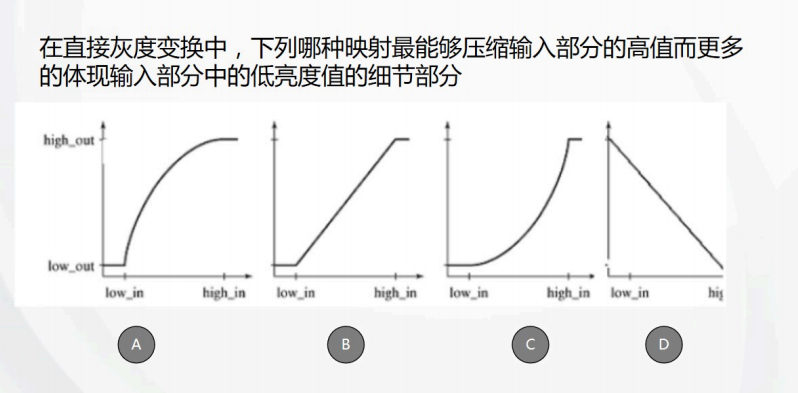 在直接灰度变换中，下列哪种映射最能够压缩输入部分的高值而更多
的体现输入部分中的低亮度值的细节部分
high_out
low_out
low_in high_in low_in high_in low_in high_in low_in hig
A B C D